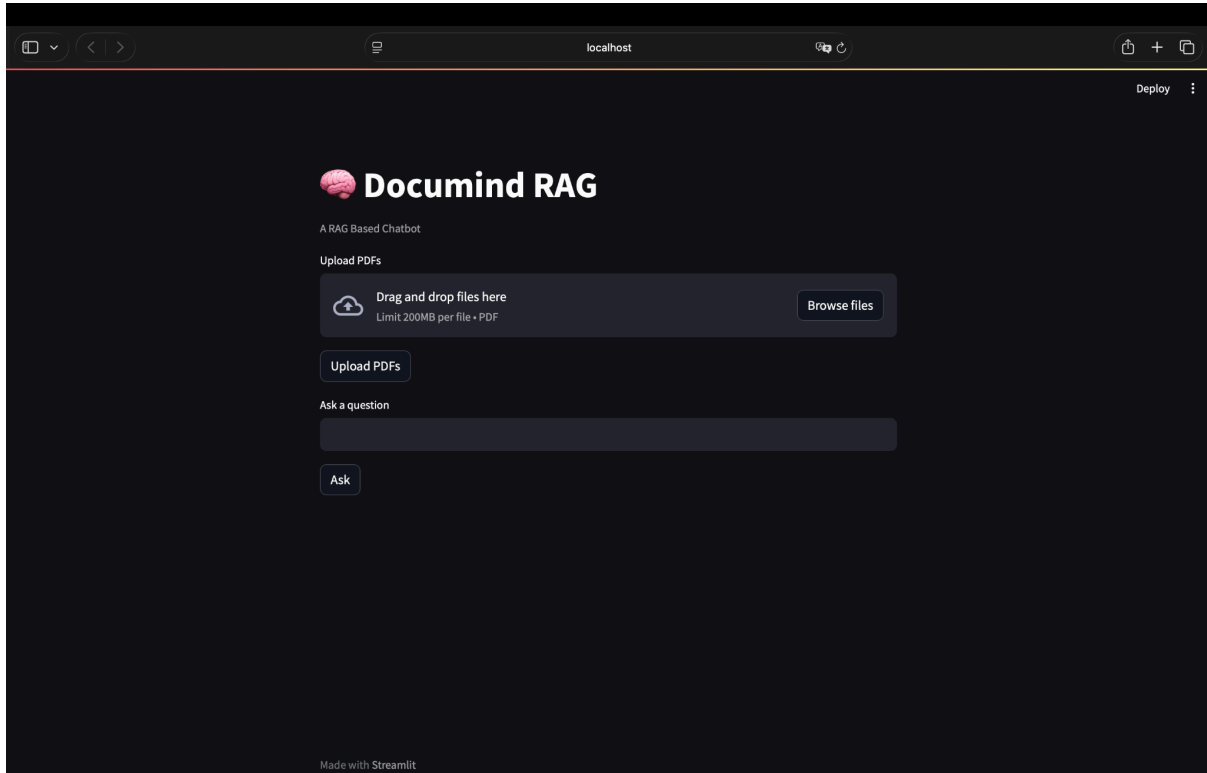 localhost
Deploy
Documind RAG
A RAG Based Chatbot
Upload PDFs
Drag and drop files here
Limit 200MB per file • PDF
Browse files
Upload PDFs
Ask a question
Ask
Made with Streamlit